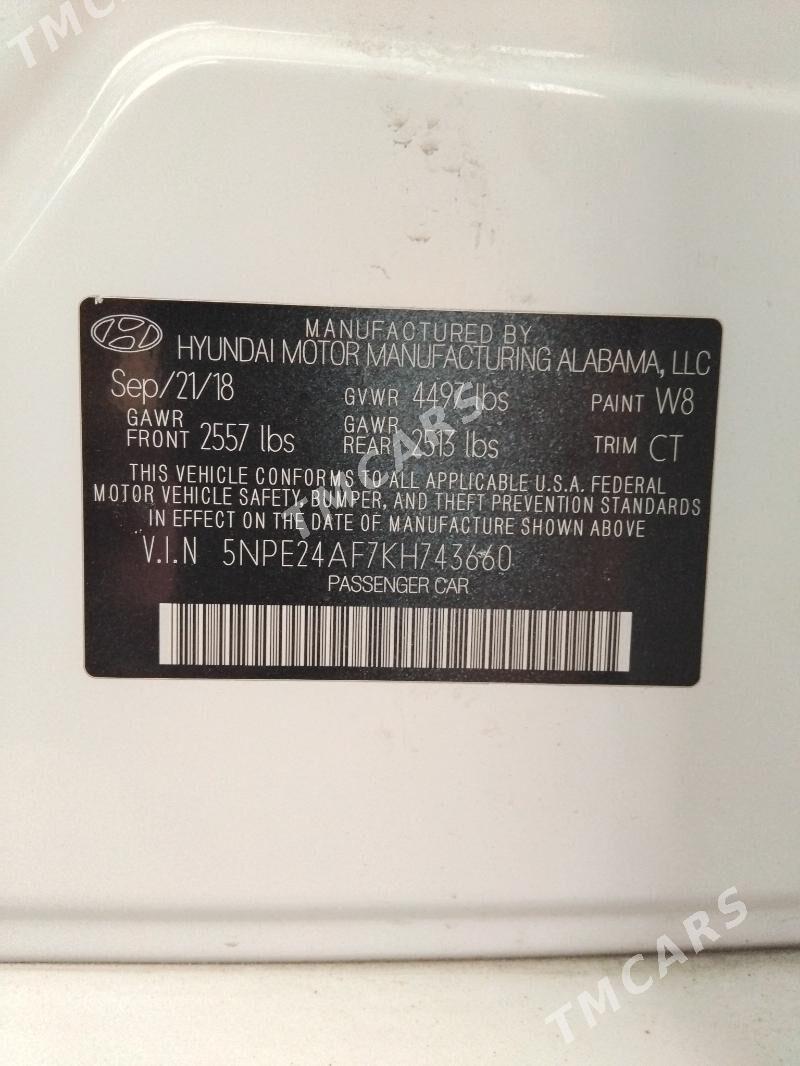 TMCARS
MANUFACTURED BY
HYUNDAI MOTOR MANUFACTURING ALABAMA, LLC
Sep/21/18 GVWR 4497 lbs PAINT W8
GAWR FRONT 2557 lbs GAWR REAR 2513 lbs TRIM CT
THIS VEHICLE CONFORMS TO ALL APPLICABLE U.S.A. FEDERAL
MOTOR VEHICLE SAFETY, BUMPER, AND THEFT PREVENTION STANDARDS
IN EFFECT ON THE DATE OF MANUFACTURE SHOWN ABOVE
V.I.N 5NPE24AF7KH743660
PASSENGER CAR
TMCARS
TMCARS